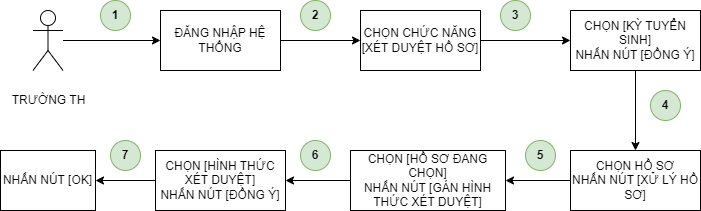 1
ĐĂNG NHẬP HỆ
THỐNG
2
CHỌN CHỨC NĂNG
[XÉT DUYỆT HỒ SƠ]
3
CHỌN [KỲ TUYỂN
SINH]
NHẤN NÚT [ĐỒNG Ý]
TRƯỜNG TH
4
CHỌN HỒ SƠ
NHẤN NÚT [XỬ LÝ HỒ
SƠ]
5
CHỌN [HỒ SƠ ĐANG
CHỌN]
NHẤN NÚT [GÁN HÌNH
THỨC XÉT DUYỆT]
6
CHỌN [HÌNH THỨC
XÉT DUYỆT]
NHẤN NÚT [ĐỒNG Ý]
7
NHẤN NÚT [OK]